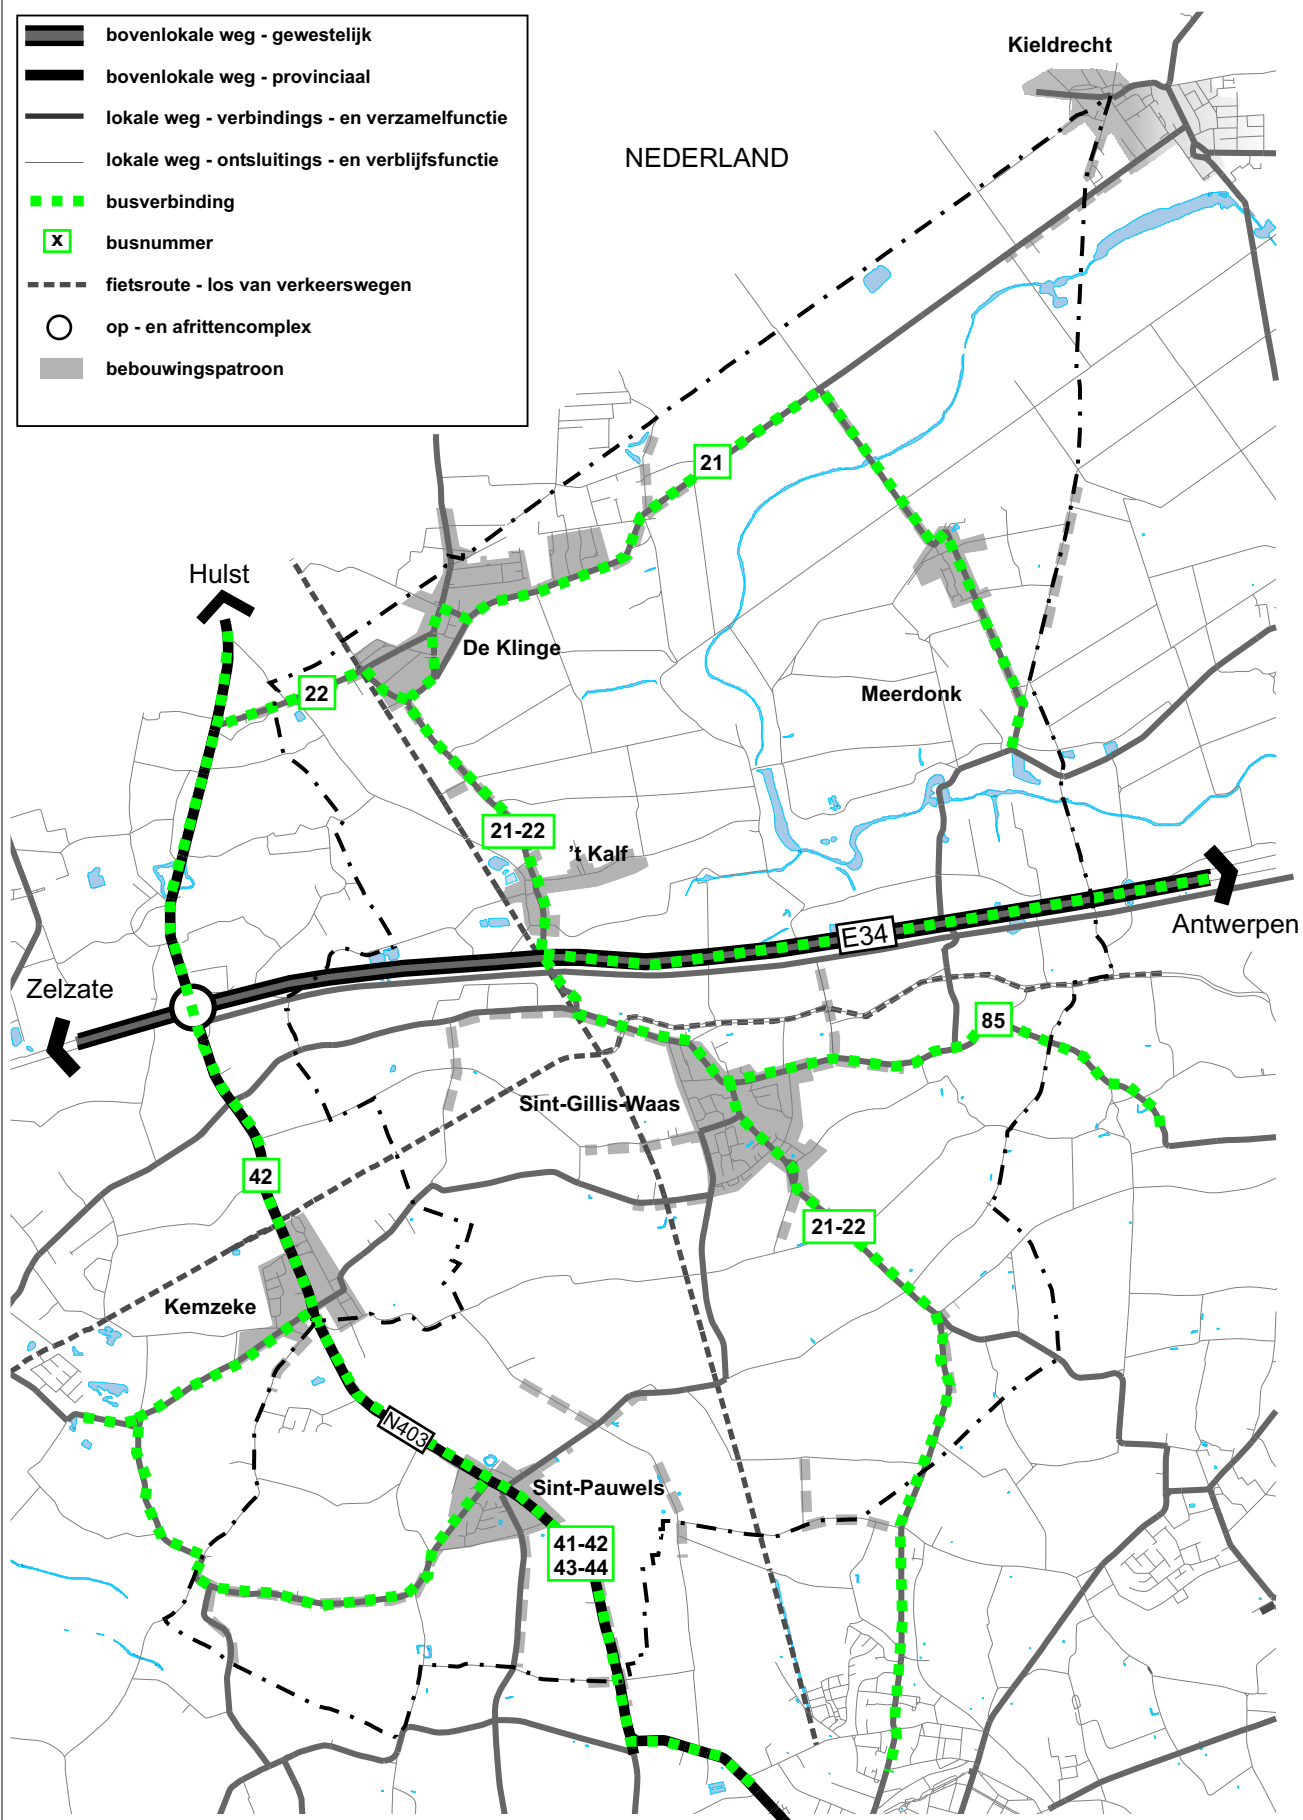 bovenlokale weg - gewestelijk
bovenlokale weg - provinciaal
lokale weg - verbindings - en verzamelfunctie
lokale weg - ontsluitings - en verblijfsfunctie
busverbinding
x busnummer
fietsroute - los van verkeerswegen
op - en afrittencomplex
bebouwingspatroon
Kieldrecht
NEDERLAND
21
Hulst
De Klinge
22
Meerdonk
21-22
't Kalf
E34
Antwerpen
Zelzate
85
Sint-Gillis-Waas
42
21-22
Kemzeke
N403
Sint-Pauwels
41-42
43-44